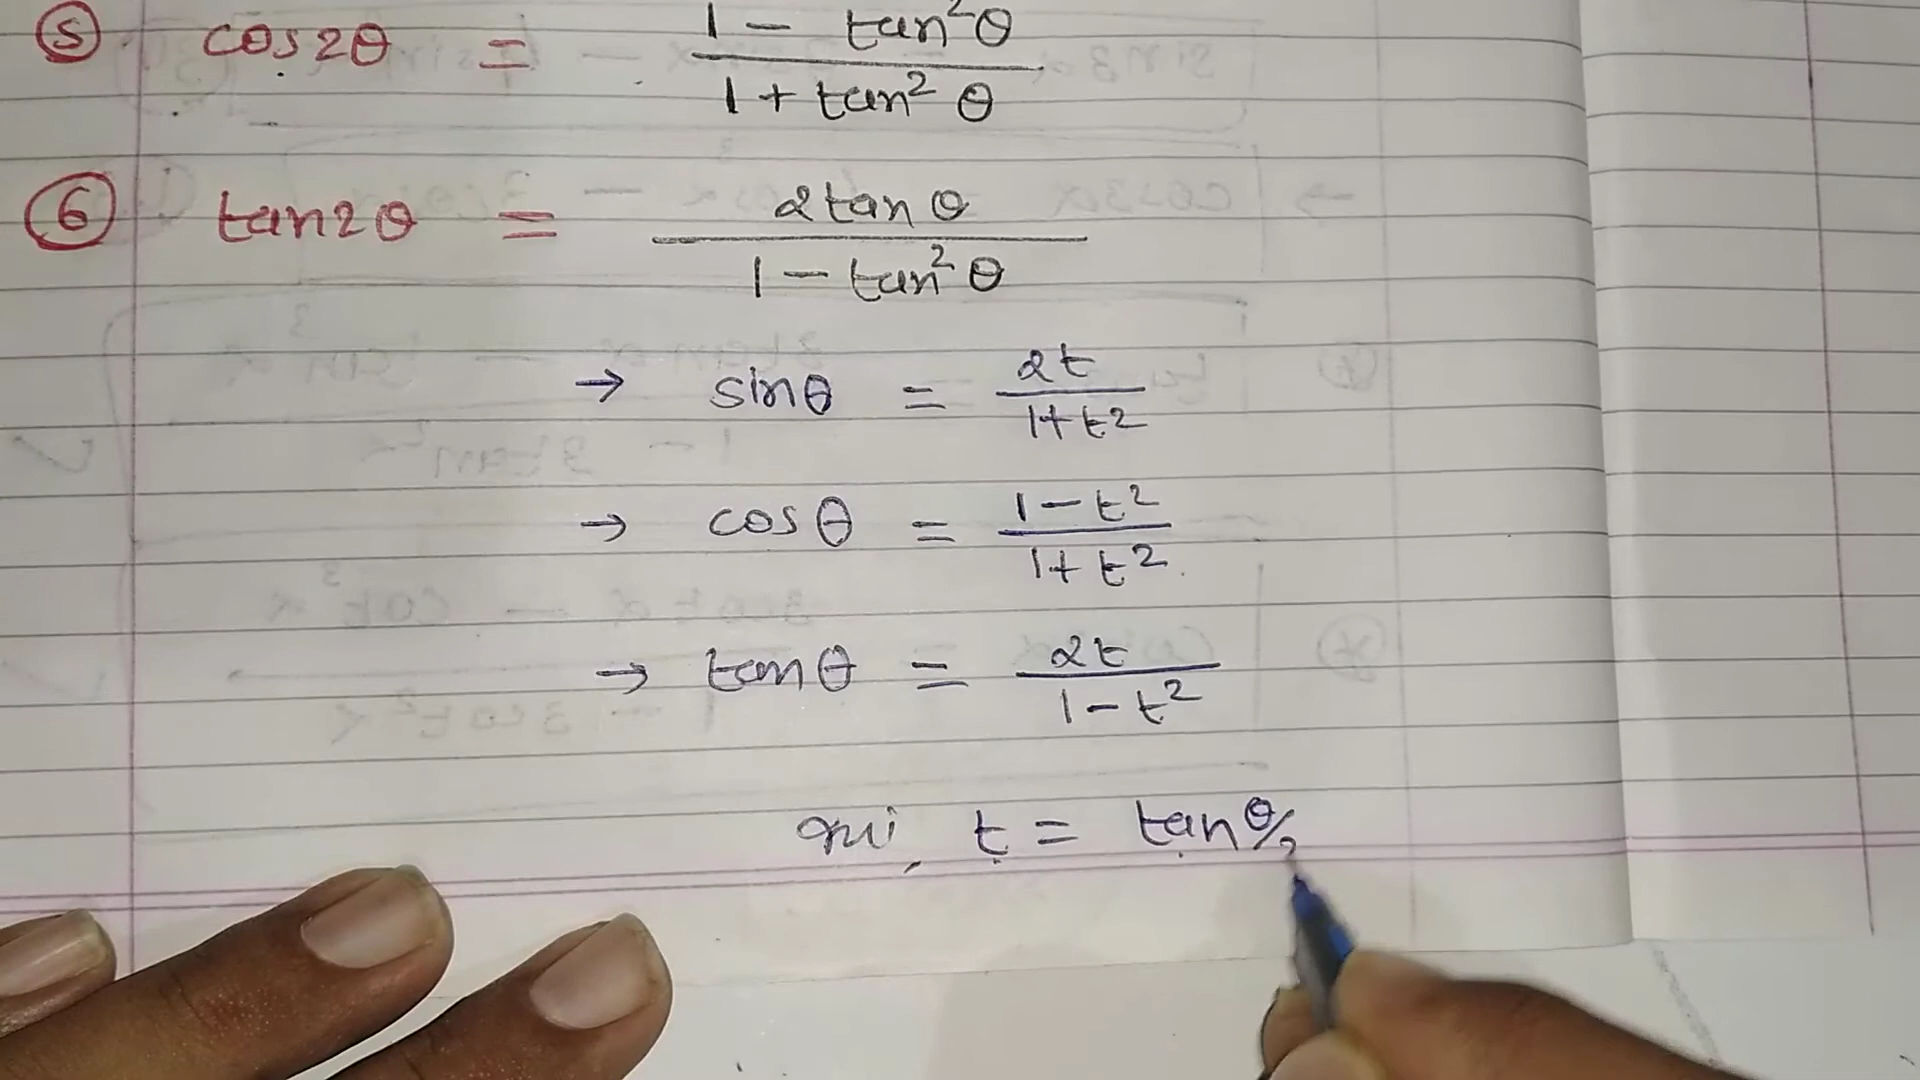 ⑤ cos2θ = (1 - tan²θ)/(1 + tan²θ)
⑥ tan2θ = (2tanθ)/(1 - tan²θ)
→ sinθ = 2t/(1+t²)
→ cosθ = (1-t²)/(1+t²)
→ tanθ = 2t/(1-t²)
t = tanθ/2